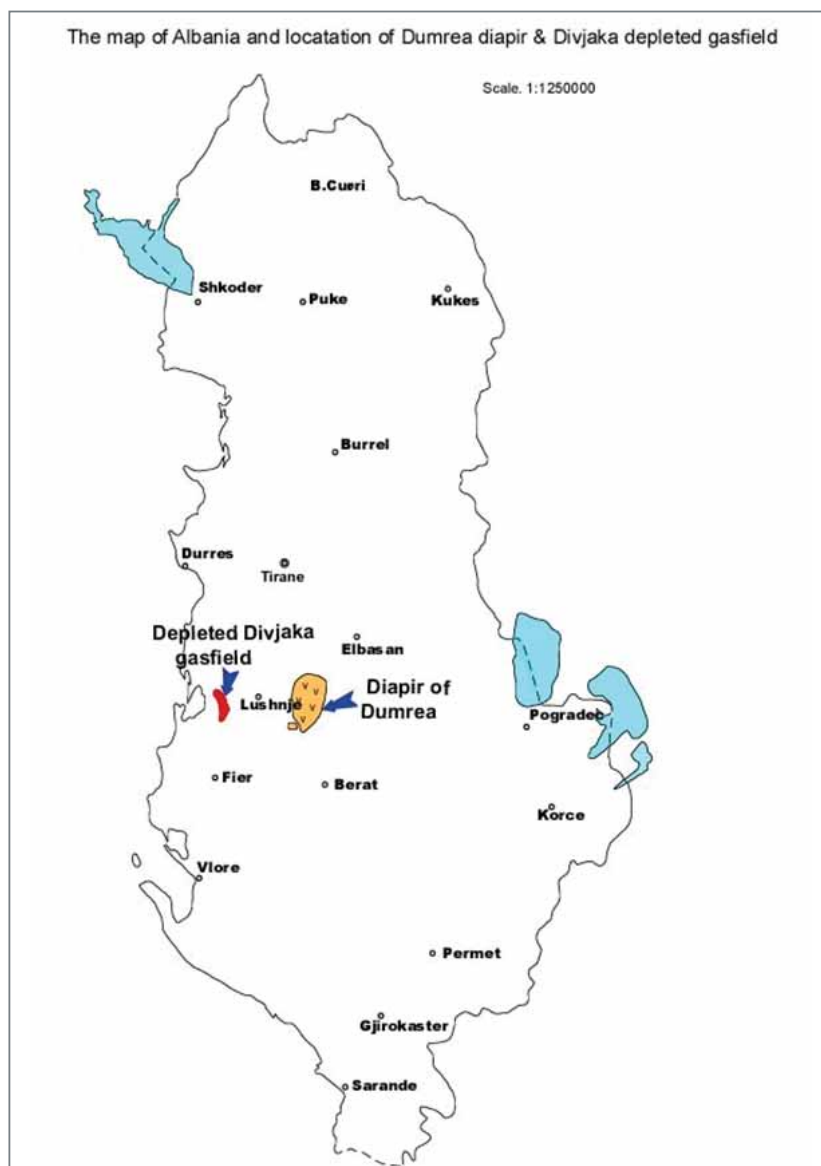 The map of Albania and locatation of Dumrea diapir & Divjaka depleted gasfield
Scale. 1:1250000
B.Curri
Shkoder
Puke
Kukes
Burrel
Durres
Tirane
Depleted Divjaka
gasfield
Elbasan
Lushnje
Diapir of
Dumrea
Pogradec
Fier
Berat
Korce
Vlore
Permet
Gjirokaster
Sarande